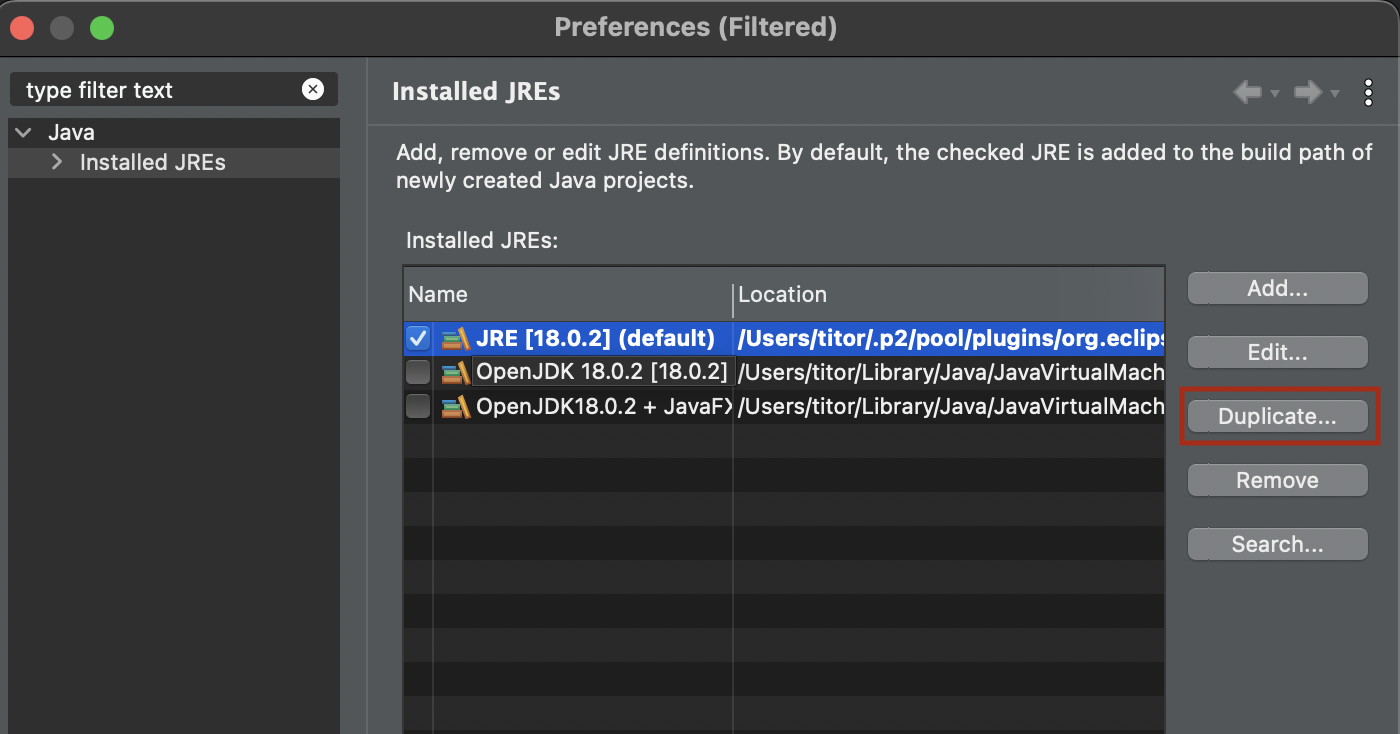 Preferences (Filtered)
type filter text
Java
Installed JREs
Installed JREs
Add, remove or edit JRE definitions. By default, the checked JRE is added to the build path of
newly created Java projects.
Installed JREs:
Name Location
JRE [18.0.2] (default) /Users/titor/.p2/pool/plugins/org.eclips
OpenJDK 18.0.2 [18.0.2] /Users/titor/Library/Java/JavaVirtualMach
OpenJDK18.0.2 + JavaFX /Users/titor/Library/Java/JavaVirtualMach
Add...
Edit...
Duplicate...
Remove
Search...